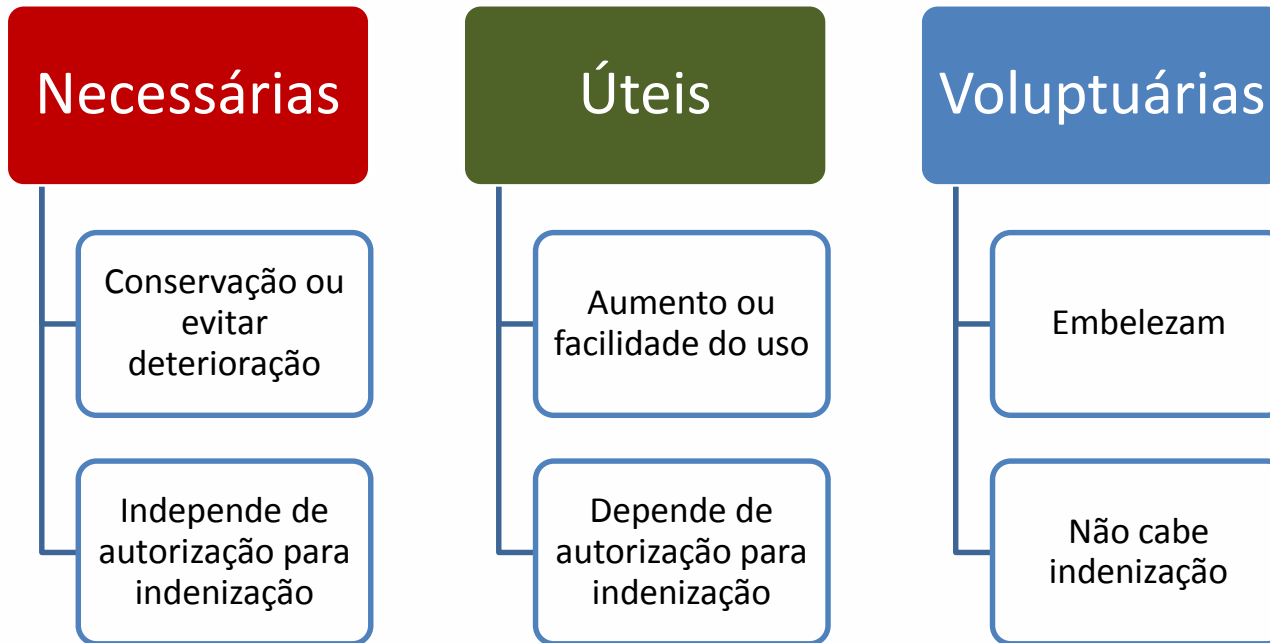 Necessárias
Conservação ou
evitar
deterioração
Independe de
autorização para
indenização
Úteis
Aumento ou
facilidade do uso
Depende de
autorização para
indenização
Voluptuárias
Embelezam
Não cabe
indenização